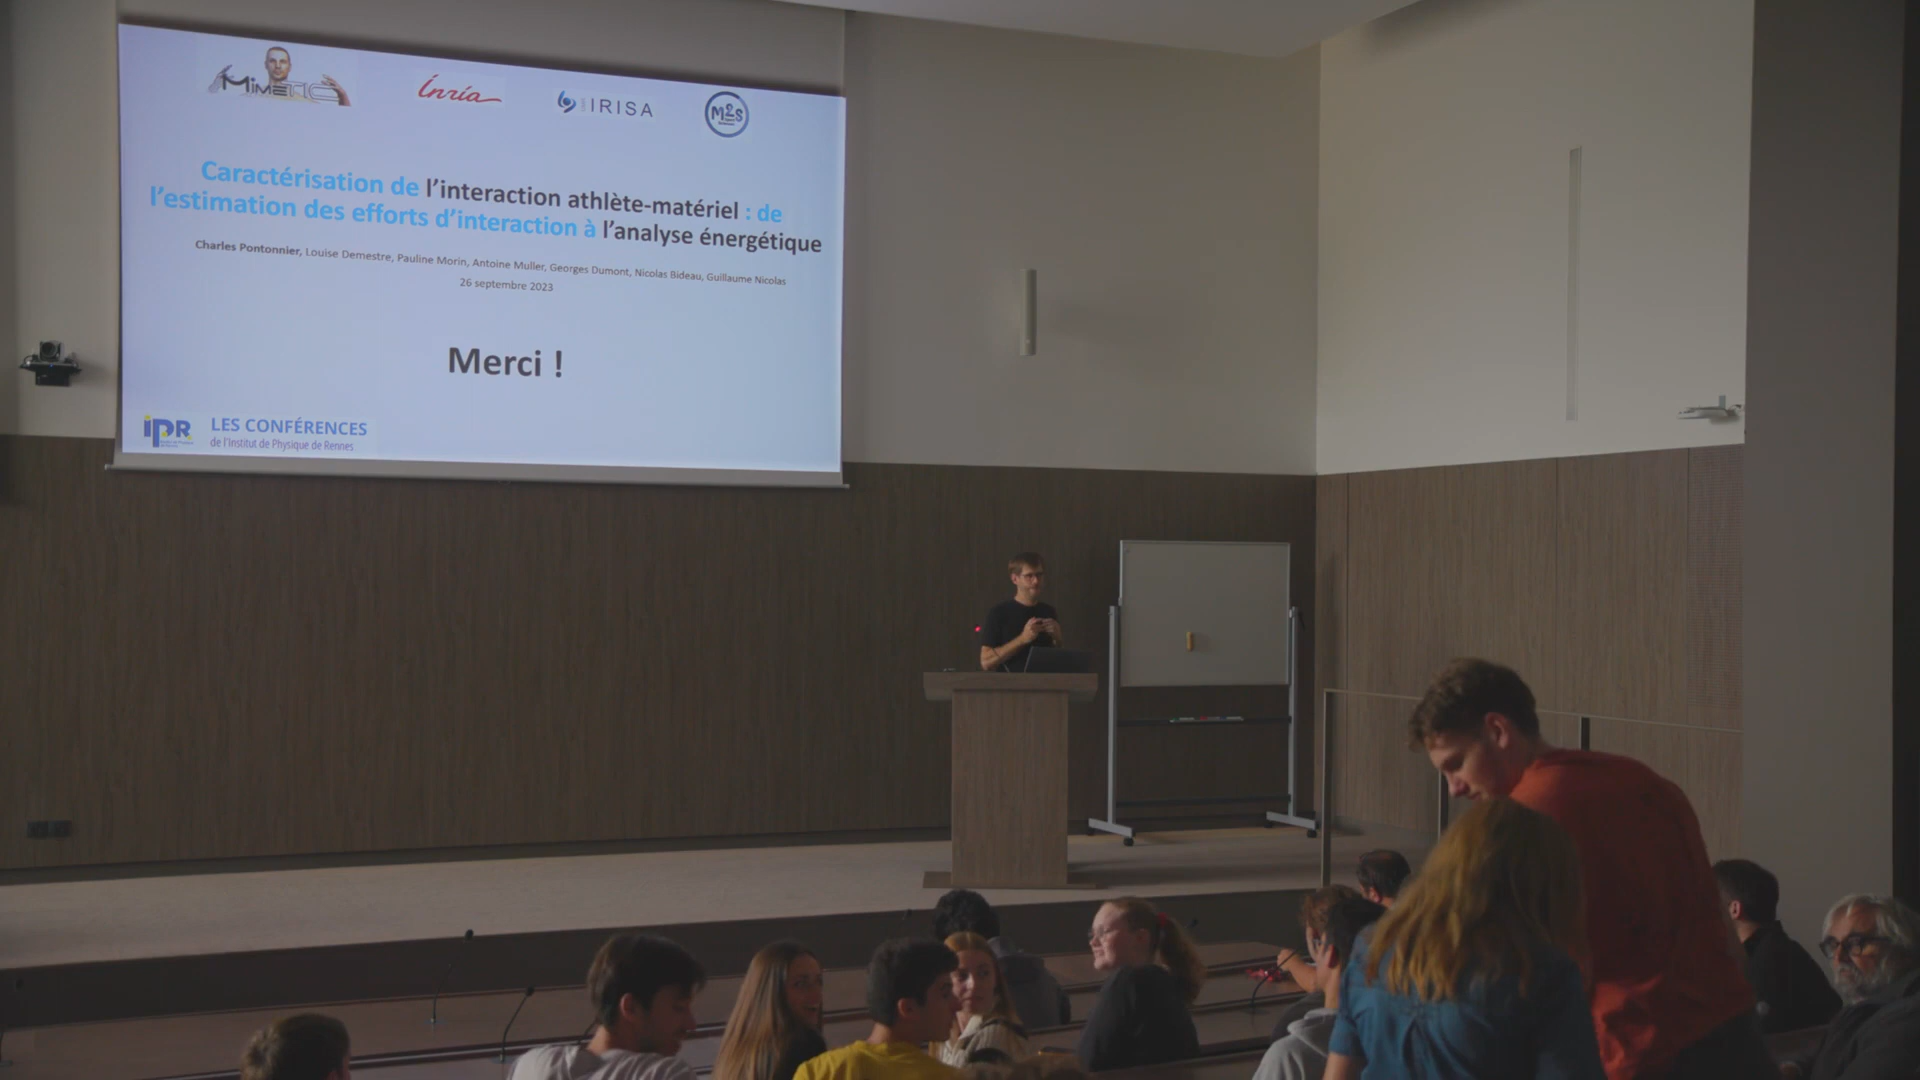 MimeTIC
Inria
IRISA
M2S
Caractérisation de l'interaction athlète-matériel : de
l'estimation des efforts d'interaction à l'analyse énergétique
Charles Pontonnier, Louise Demestre, Pauline Morin, Antoine Muller, Georges Dumont, Nicolas Bideau, Guillaume Nicolas
26 septembre 2023
Merci !
iPR
LES CONFÉRENCES
de l'Institut de Physique de Rennes